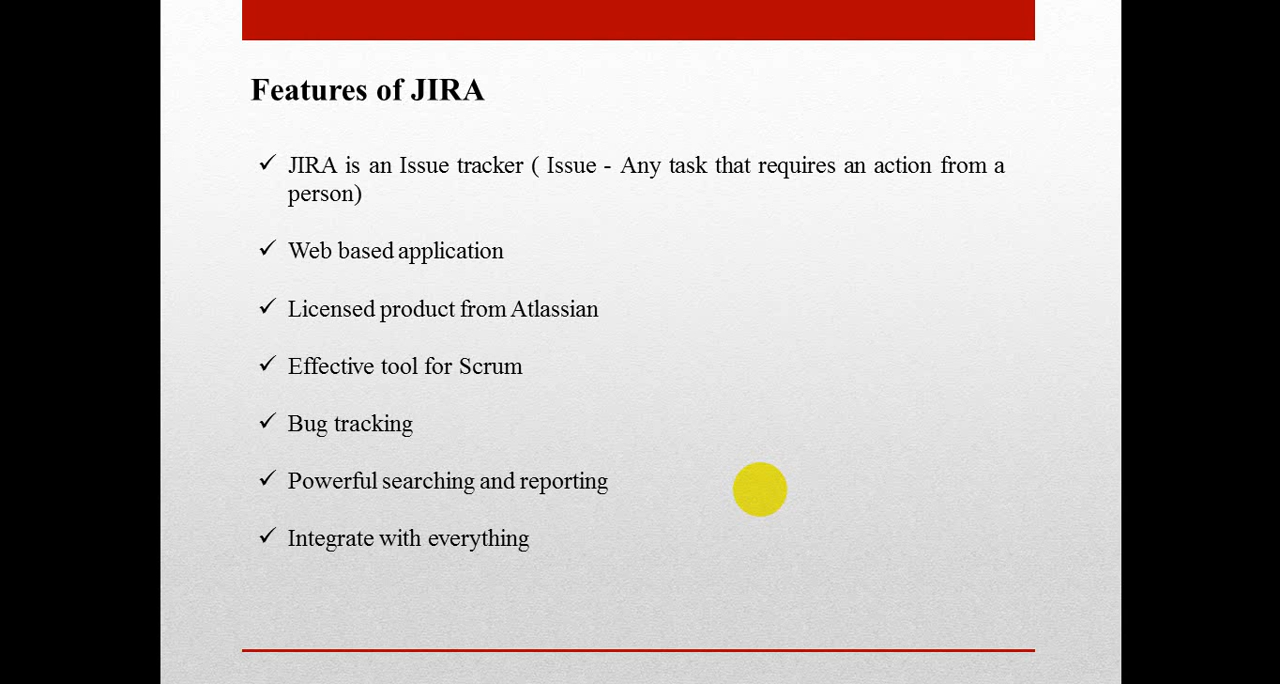 Features of JIRA
✓ JIRA is an Issue tracker ( Issue - Any task that requires an action from a
person)
✓ Web based application
✓ Licensed product from Atlassian
✓ Effective tool for Scrum
✓ Bug tracking
✓ Powerful searching and reporting
✓ Integrate with everything